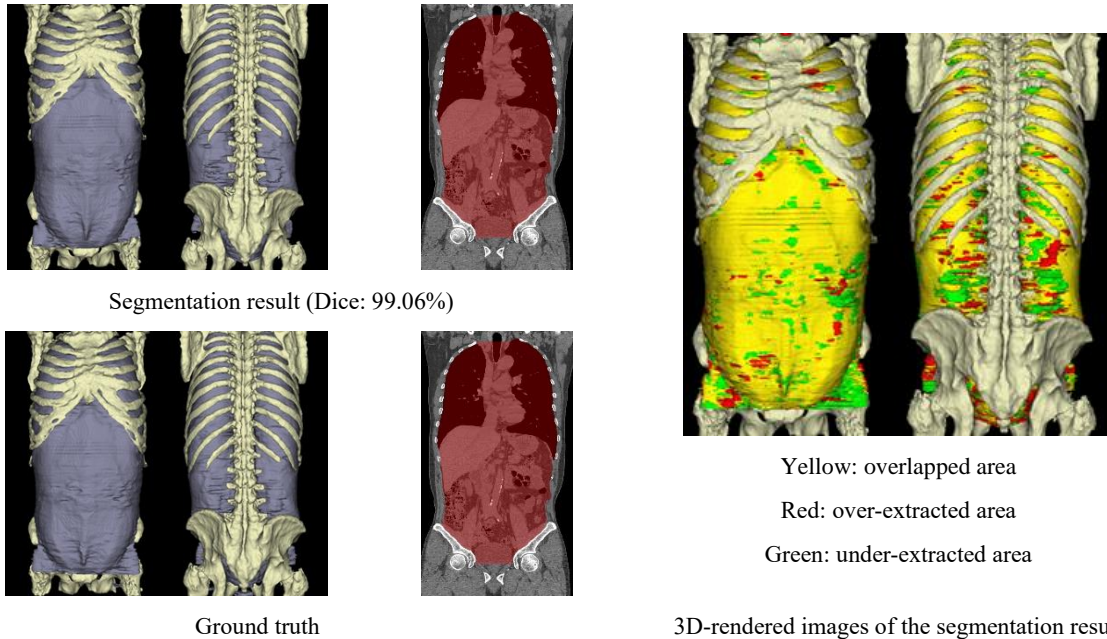 Segmentation result (Dice: 99.06%)
Ground truth
Yellow: overlapped area
Red: over-extracted area
Green: under-extracted area
3D-rendered images of the segmentation resu